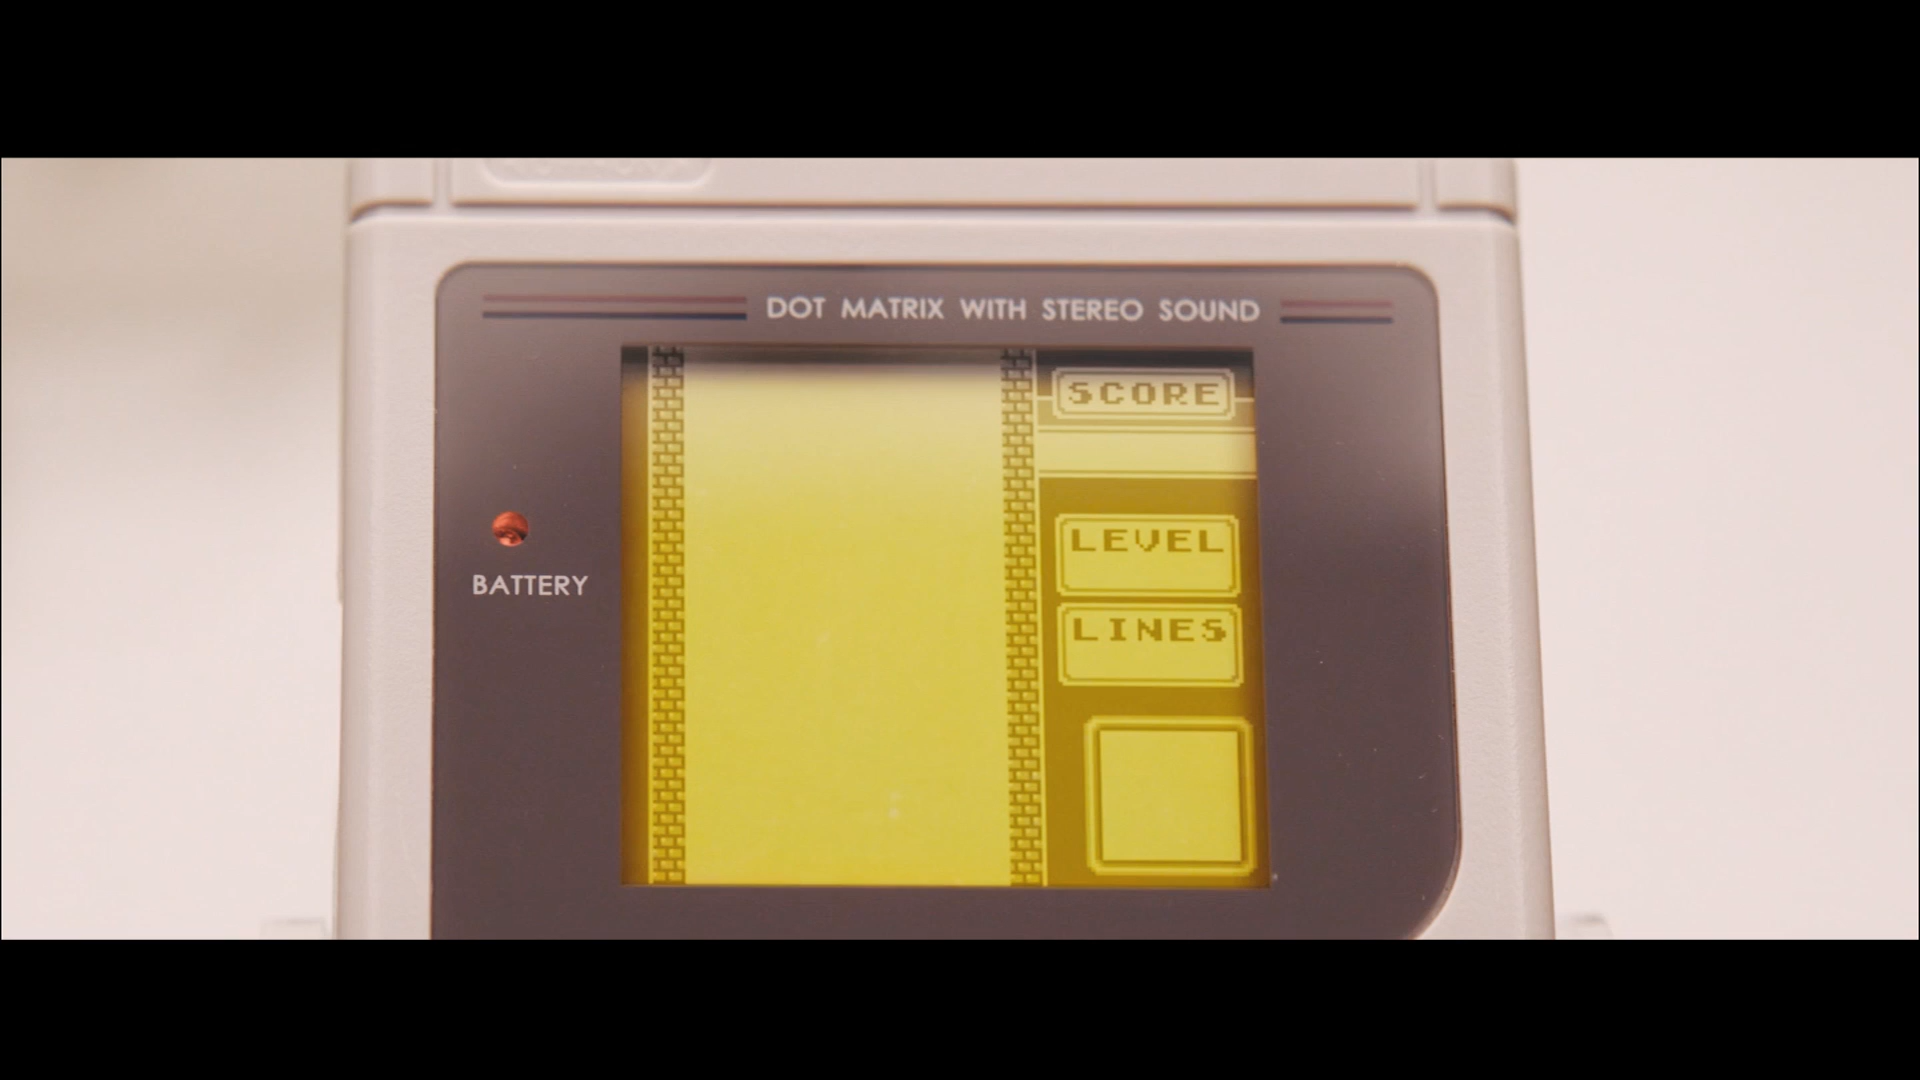 DOT MATRIX WITH STEREO SOUND
SCORE
LEVEL
BATTERY
LINES